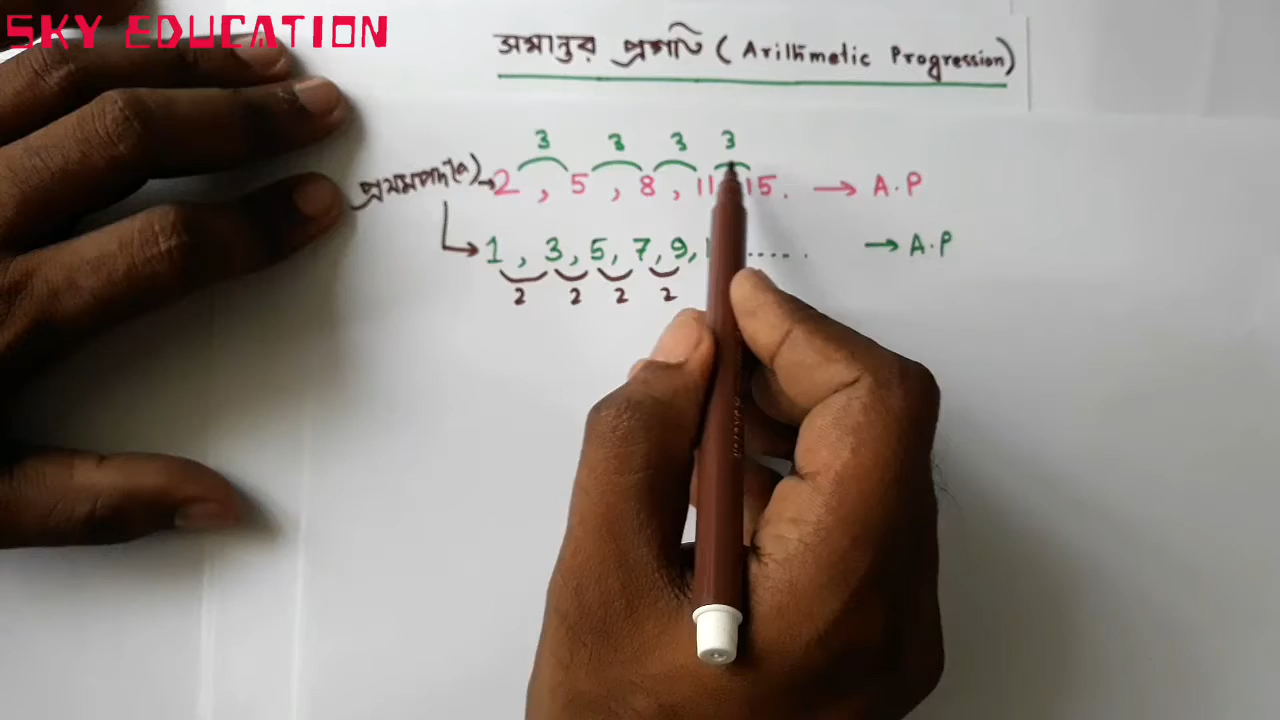 SKY EDUCATION
সমান্তর প্রগতি ( Arithmetic Progression)
3 3 3 3
প্রথমপদ(a) → 2 , 5 , 8 , 11 15. → A.P
1 , 3 , 5 , 7 , 9 , ...... → A.P
2 2 2 2